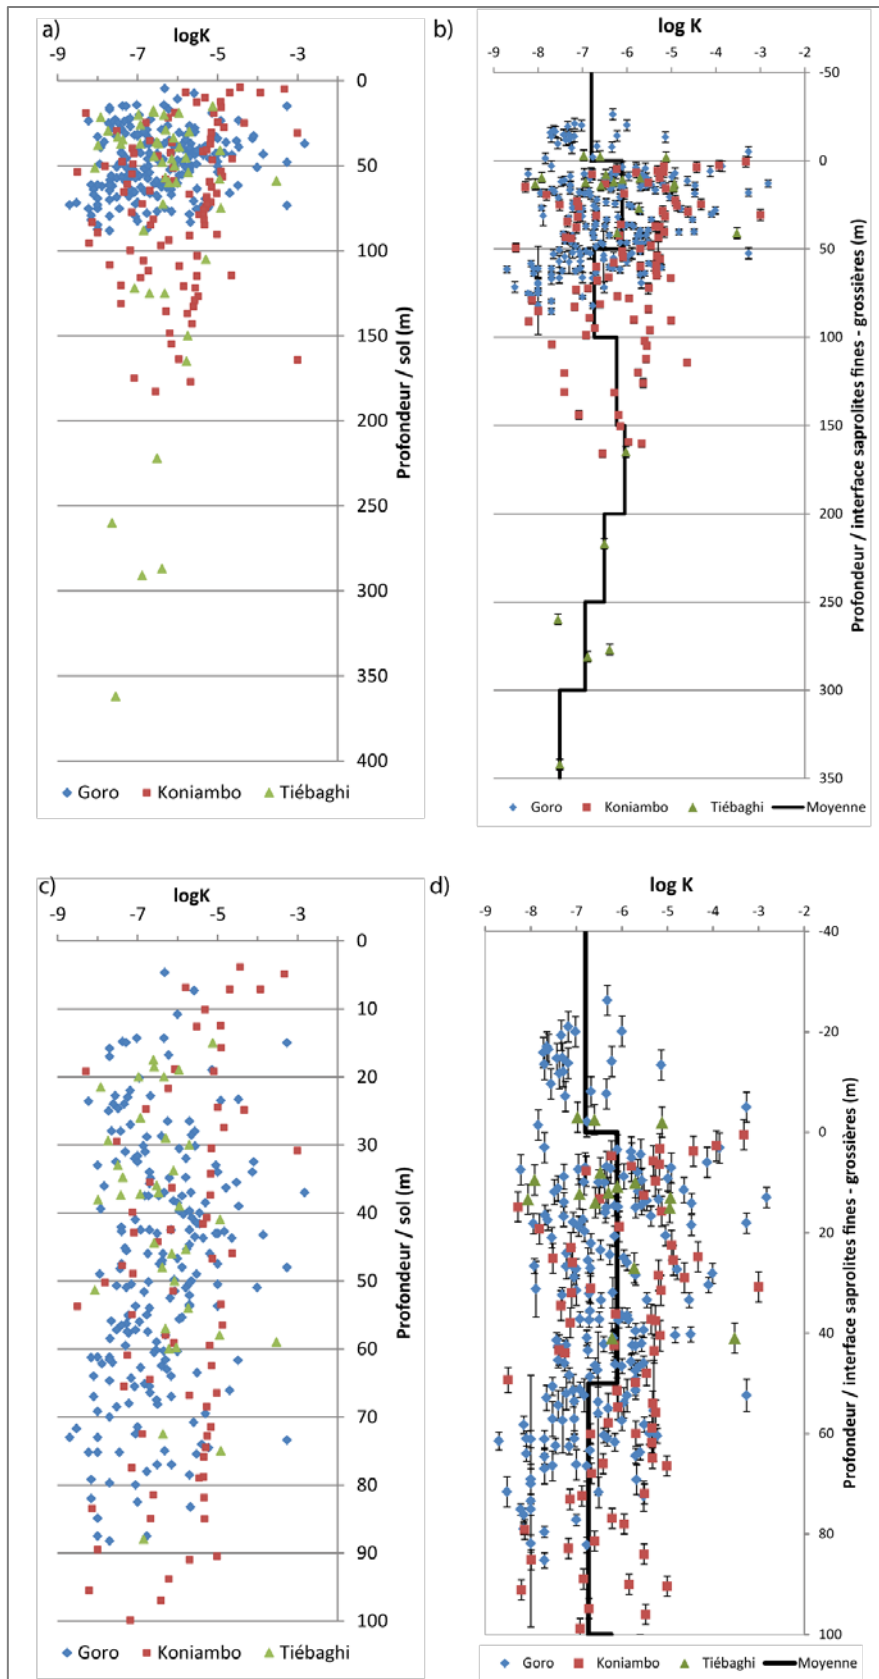 a)
logK
-9 -7 -5 -3
0
50
100
150
200
250
300
350
400
Profondeur / sol (m)
Goro Koniambo Tiébaghi
b)
log K
-9 -8 -7 -6 -5 -4 -3 -2
-50
0
50
100
150
200
250
300
350
Profondeur / interface saprolites fines - grossières (m)
Goro Koniambo Tiébaghi Moyenne
c)
logK
-9 -7 -5 -3
0
10
20
30
40
50
60
70
80
90
100
Profondeur / sol (m)
Goro Koniambo Tiébaghi
d)
log K
-9 -8 -7 -6 -5 -4 -3 -2
-40
-20
0
20
40
60
80
100
Profondeur / interface saprolites fines - grossières (m)
Goro Koniambo Tiébaghi Moyenne